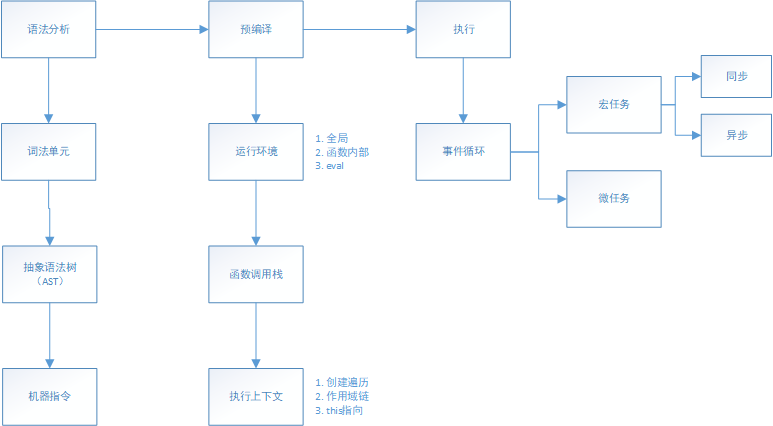 语法分析
预编译
执行
同步
宏任务
异步
词法单元
运行环境
1. 全局
2. 函数内部
3. eval
事件循环
微任务
抽象语法树
（AST）
函数调用栈
机器指令
执行上下文
1. 创建遍历
2. 作用域链
3. this指向